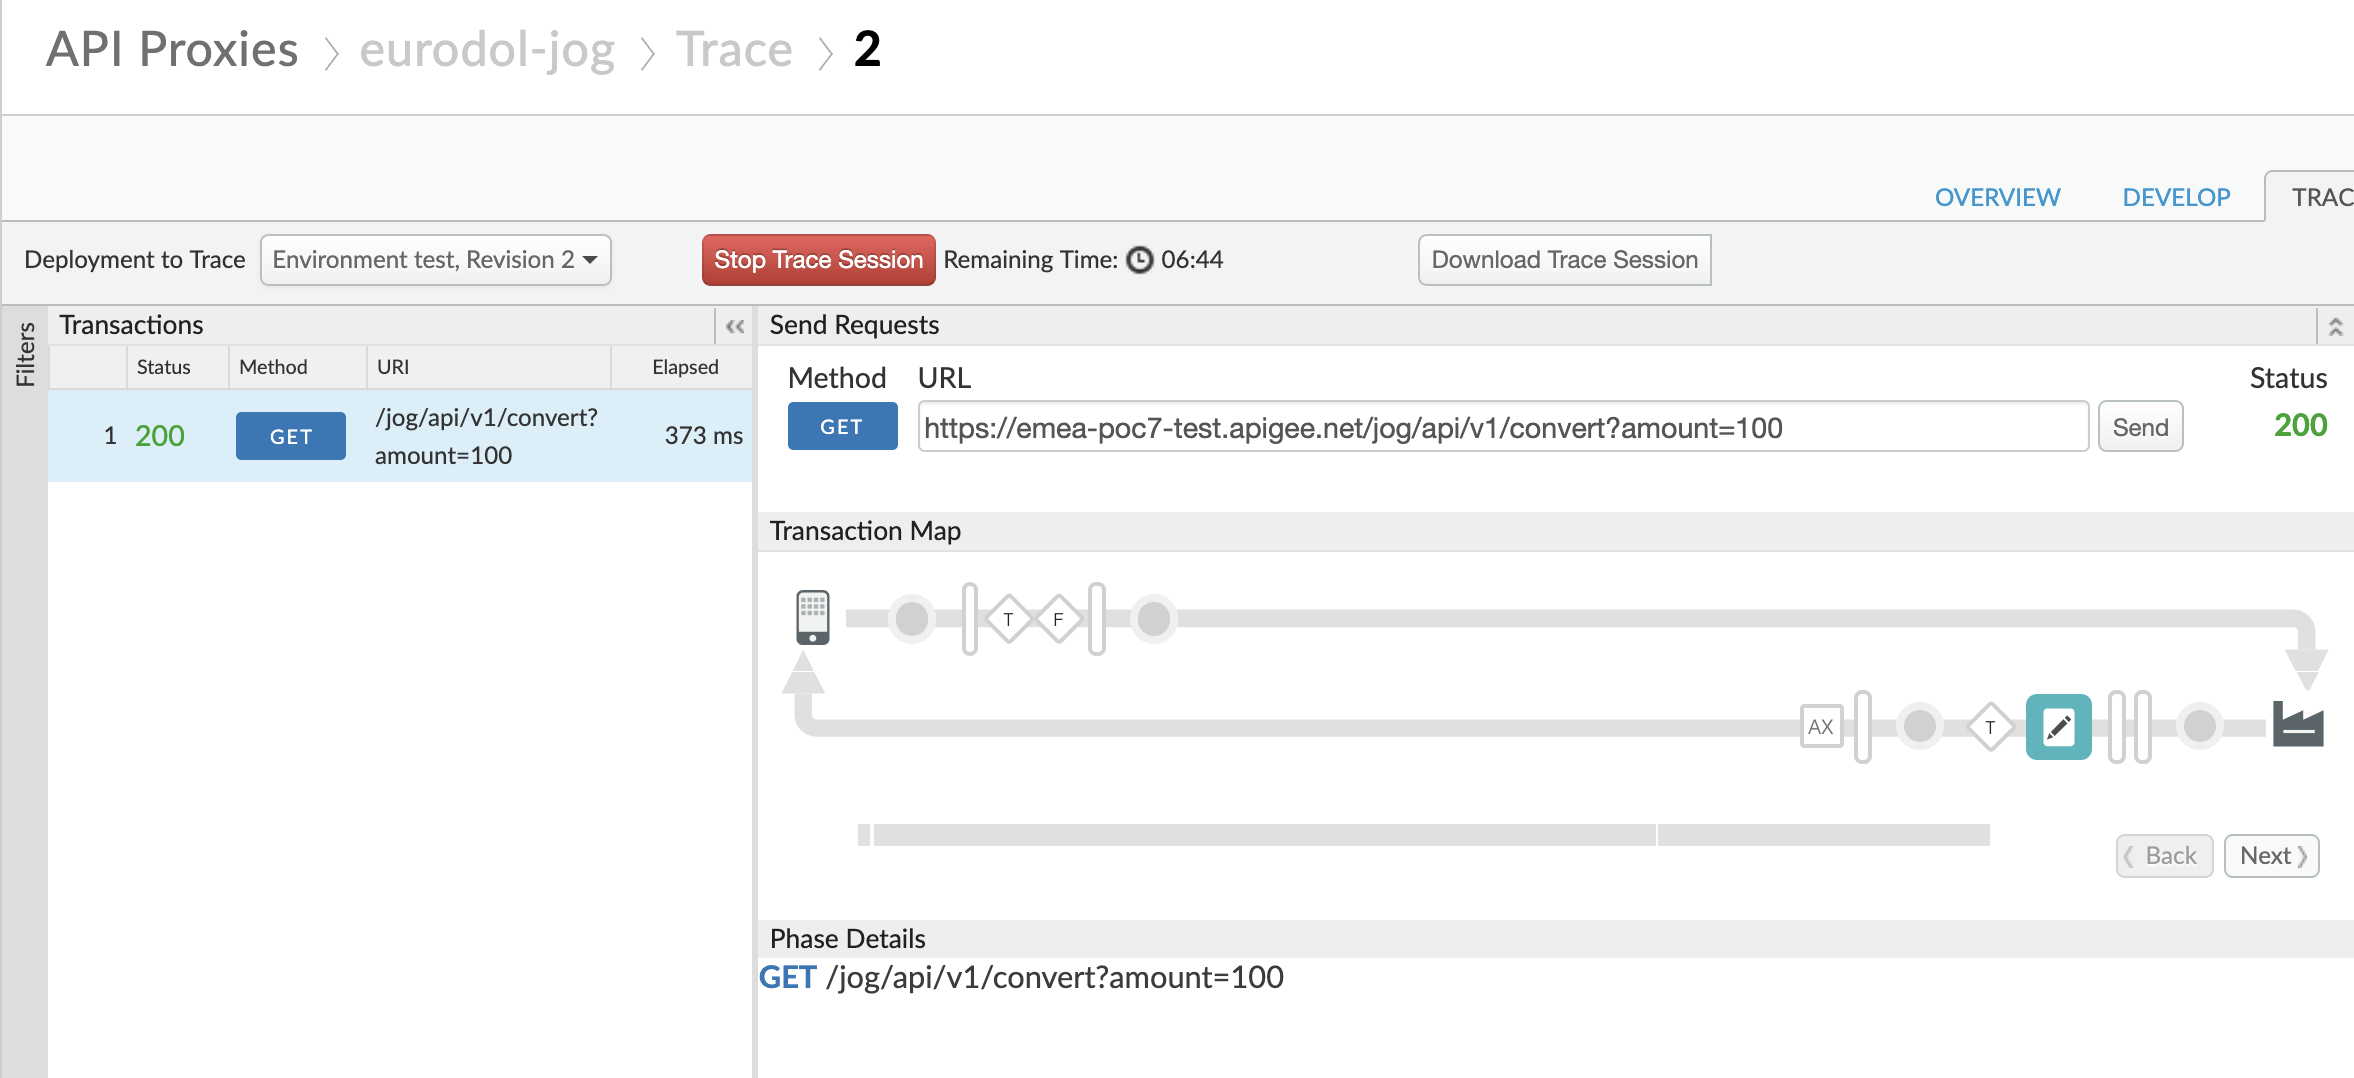 API Proxies > eurodol-jog > Trace > 2
OVERVIEW DEVELOP TRAC
Deployment to Trace Environment test, Revision 2 Stop Trace Session Remaining Time: 06:44 Download Trace Session
Filters
Transactions
Status Method URI Elapsed
1 200 GET /jog/api/v1/convert?
amount=100 373 ms
Send Requests
Method URL Status
GET https://emea-poc7-test.apigee.net/jog/api/v1/convert?amount=100 Send 200
Transaction Map
T F
AX T
Back Next
Phase Details
GET /jog/api/v1/convert?amount=100